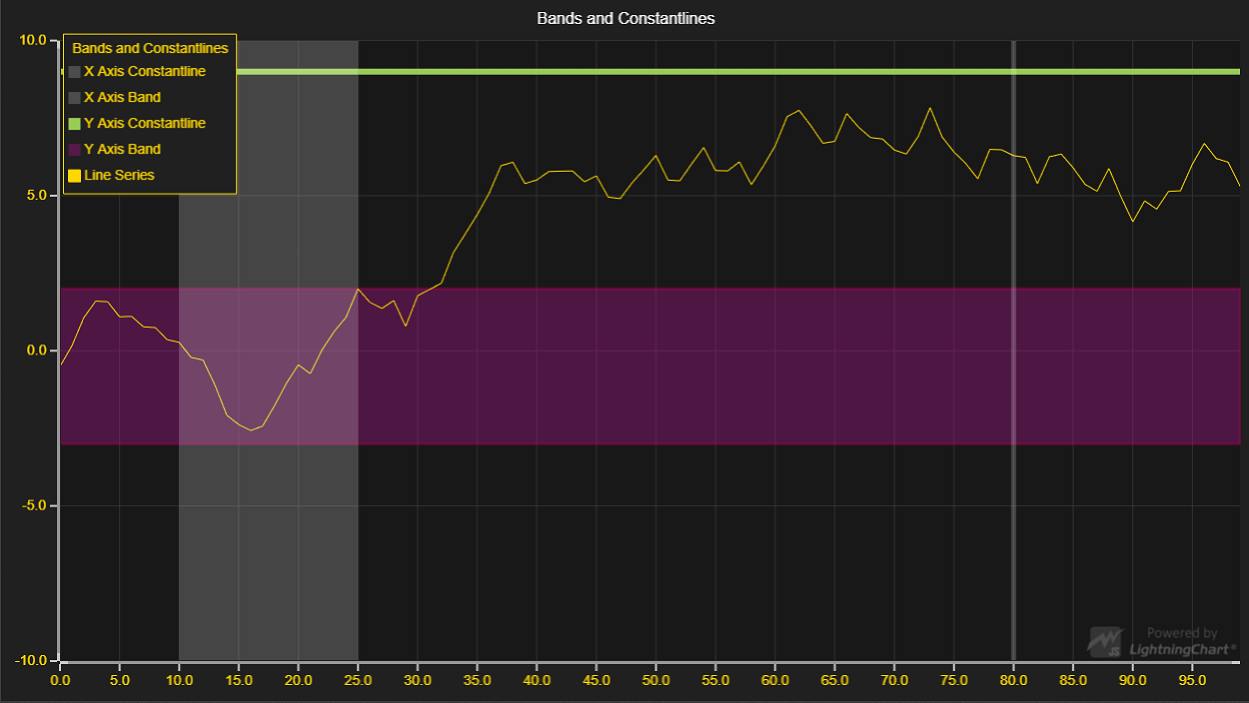 Bands and Constantlines
10.0
5.0
0.0
-5.0
-10.0
Bands and Constantlines
X Axis Constantline
X Axis Band
Y Axis Constantline
Y Axis Band
Line Series
Powered by
JS LightningChart®
0.0 5.0 10.0 15.0 20.0 25.0 30.0 35.0 40.0 45.0 50.0 55.0 60.0 65.0 70.0 75.0 80.0 85.0 90.0 95.0